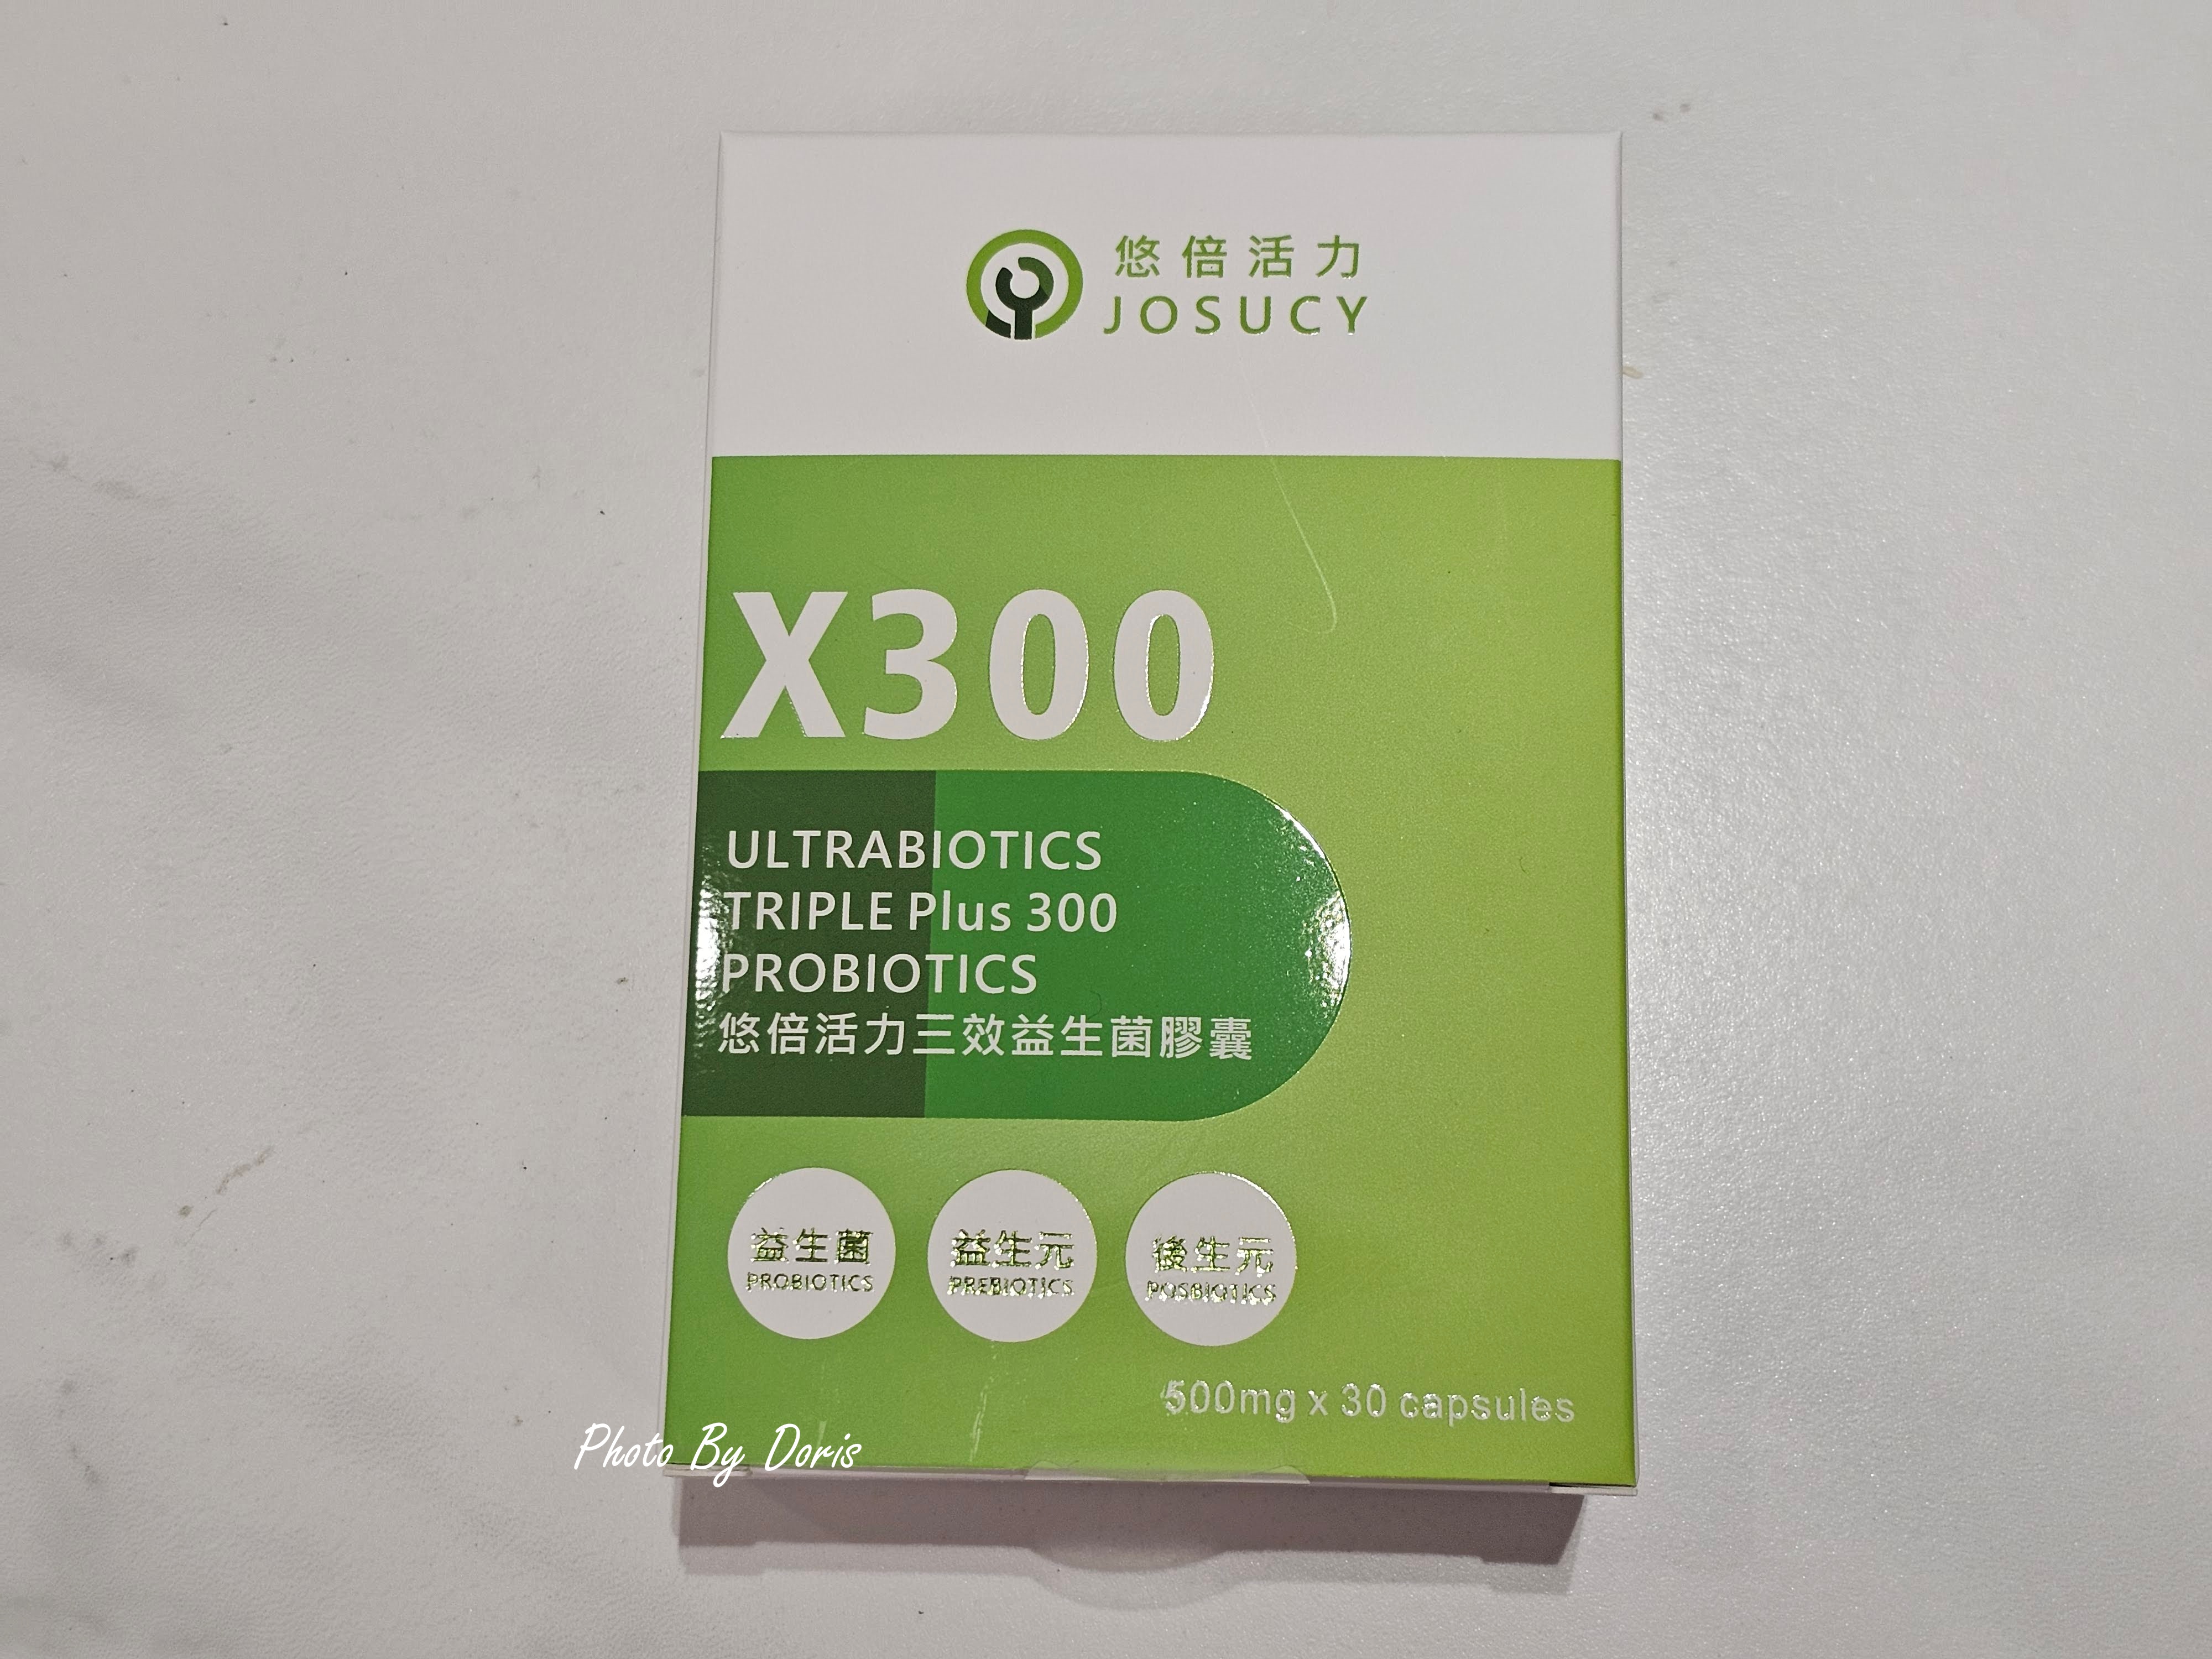 悠倍活力
JOSUCY
X300
ULTRABIOTICS
TRIPLE Plus 300
PROBIOTICS
悠倍活力三效益生菌膠囊
益生菌
PROBIOTICS
益生元
PREBIOTICS
後生元
POSBIOTICS
500mg x 30 capsules
Photo By Doris